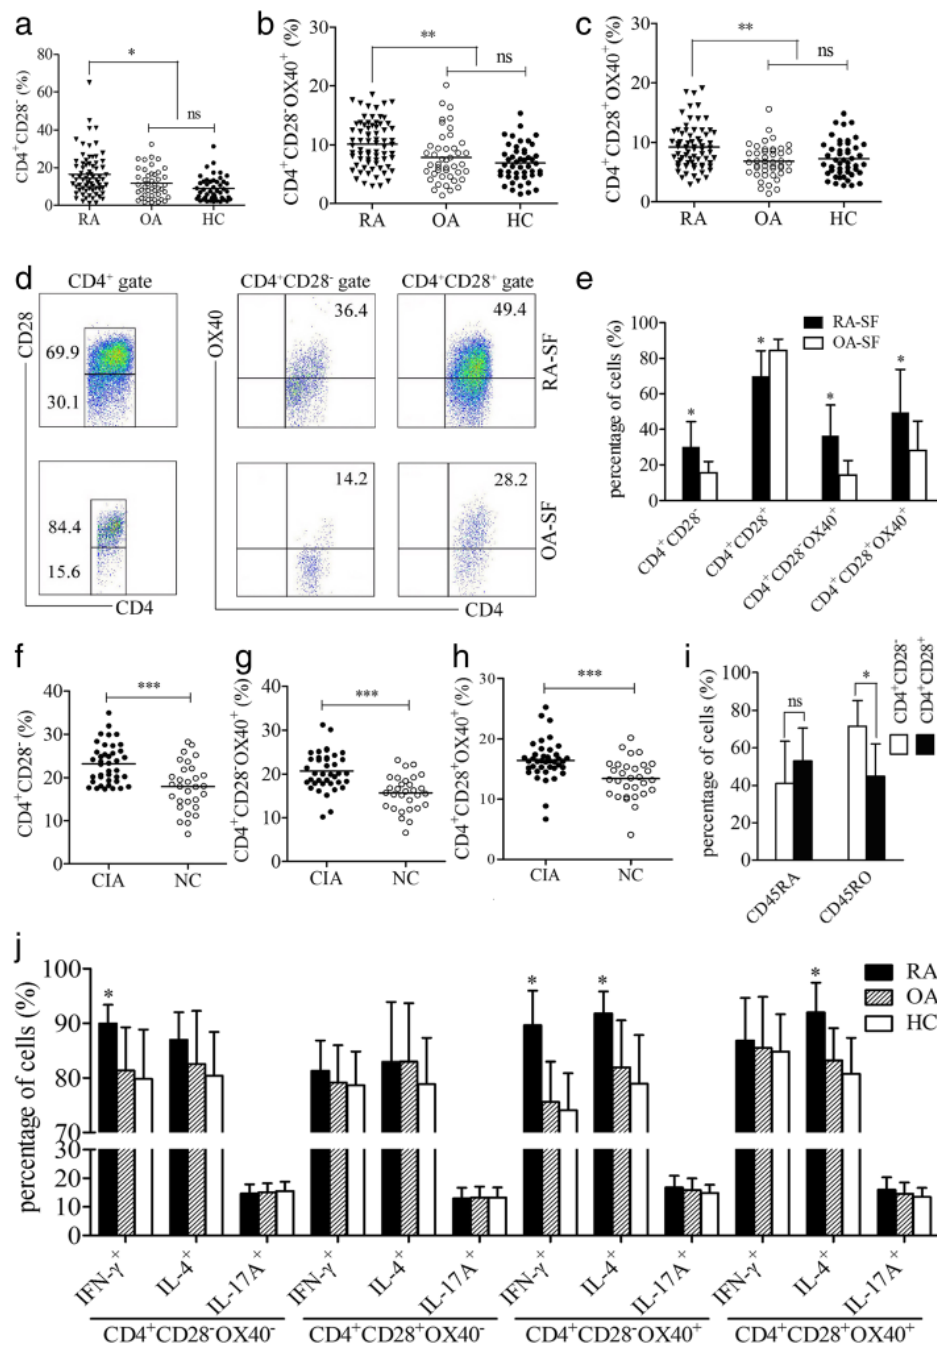 a
CD4⁺CD28⁻ (%)
80
60
40
20
0
*
ns
RA OA HC
b
CD4⁺CD28⁻OX40⁺ (%)
30
20
10
0
**
ns
RA OA HC
c
CD4⁺CD28⁺OX40⁺ (%)
30
20
10
0
**
ns
RA OA HC
d
CD4⁺ gate
CD4⁺CD28⁻ gate
CD4⁺CD28⁺ gate
CD28
69.9
30.1
OX40
36.4
49.4
RA-SF
84.4
15.6
14.2
28.2
OA-SF
CD4
CD4
e
percentage of cells (%)
100
80
60
40
20
0
RA-SF
OA-SF
*
*
*
*
CD4⁺CD28⁻
CD4⁺CD28⁺
CD4⁺CD28⁻OX40⁺
CD4⁺CD28⁺OX40⁺
f
CD4⁺CD28⁻ (%)
40
30
20
10
0
***
CIA NC
g
CD4⁺CD28⁻OX40⁺ (%)
40
30
20
10
0
***
CIA NC
h
CD4⁺CD28⁺OX40⁺ (%)
30
20
10
0
***
CIA NC
i
percentage of cells (%)
100
80
60
40
20
0
ns
*
CD45RA
CD45RO
CD4⁺CD28⁻
CD4⁺CD28⁺
j
percentage of cells (%)
100
90
80
70
30
20
10
0
*
*
*
*
RA
OA
HC
IFN-γ⁺ IL-4⁺ IL-17A⁺ IFN-γ⁺ IL-4⁺ IL-17A⁺ IFN-γ⁺ IL-4⁺ IL-17A⁺ IFN-γ⁺ IL-4⁺ IL-17A⁺
CD4⁺CD28⁻OX40⁻ CD4⁺CD28⁺OX40⁻ CD4⁺CD28⁻OX40⁺ CD4⁺CD28⁺OX40⁺